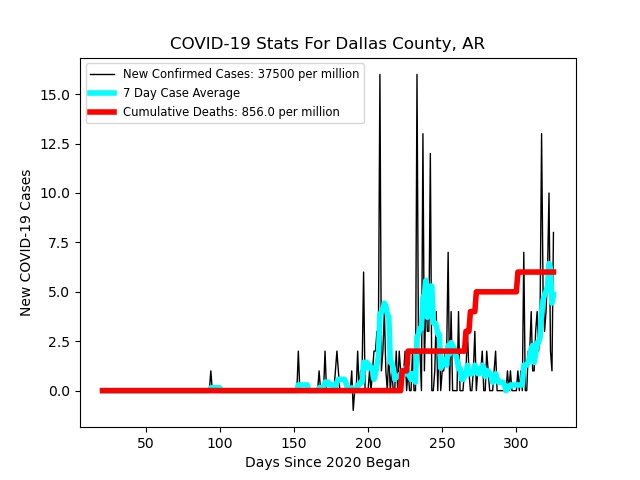 COVID-19 Stats For Dallas County, AR
New Confirmed Cases: 37500 per million
7 Day Case Average
Cumulative Deaths: 856.0 per million
15.0
12.5
10.0
7.5
5.0
2.5
0.0
New COVID-19 Cases
50 100 150 200 250 300
Days Since 2020 Began